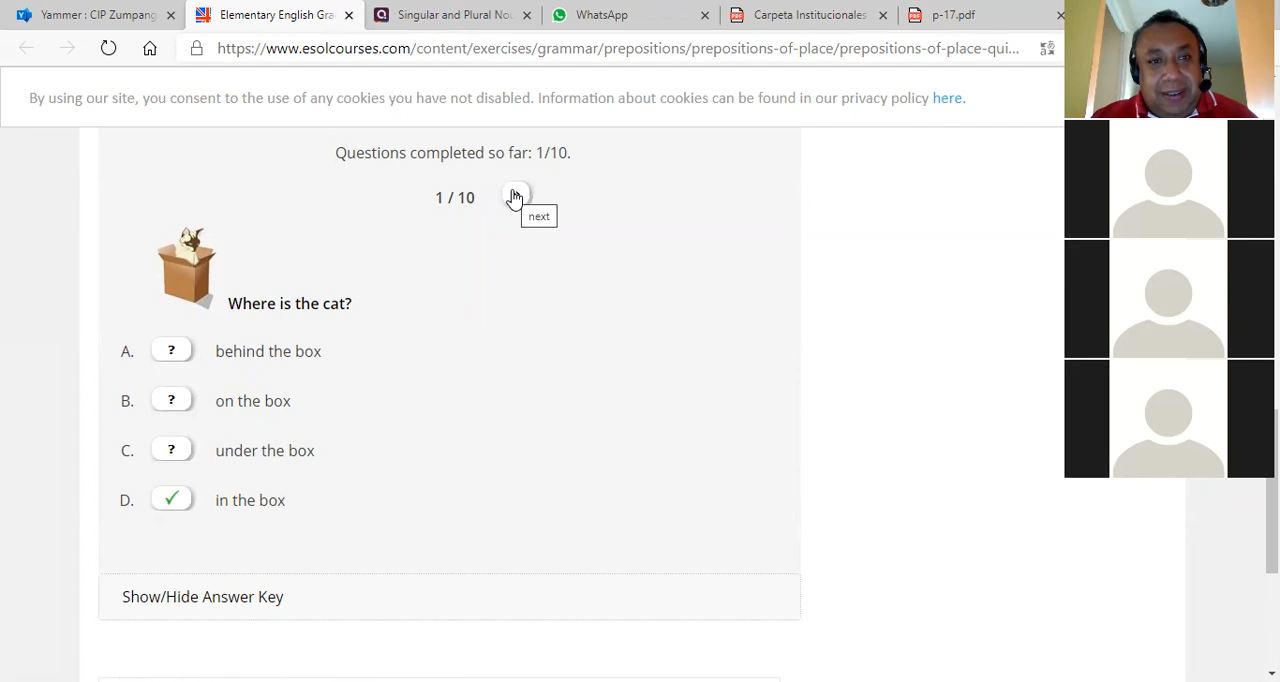 Yammer : CIP Zumpang
Elementary English Gra
Singular and Plural Nou
WhatsApp
Carpeta Institucionales
p-17.pdf
https://www.esolcourses.com/content/exercises/grammar/prepositions/prepositions-of-place/prepositions-of-place-qui...
By using our site, you consent to the use of any cookies you have not disabled. Information about cookies can be found in our privacy policy here.
Questions completed so far: 1/10.
1 / 10
next
Where is the cat?
A. ? behind the box
B. ? on the box
C. ? under the box
D. ✓ in the box
Show/Hide Answer Key